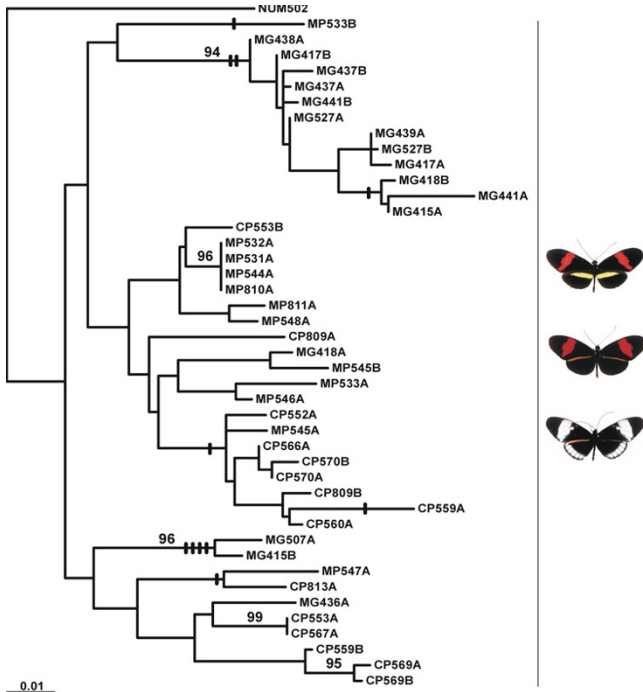 NUM502
MP533B
MG438A
94
MG417B
MG437B
MG437A
MG441B
MG527A
MG439A
MG527B
MG417A
MG418B
MG441A
MG415A
CP553B
MP532A
96
MP531A
MP544A
MP810A
MP811A
MP548A
CP809A
MG418A
MP545B
MP533A
MP546A
CP552A
MP545A
CP566A
CP570B
CP570A
CP809B
CP559A
CP560A
96
MG507A
MG415B
MP547A
CP813A
MG436A
99
CP553A
CP567A
CP559B
95
CP569A
CP569B
0.01